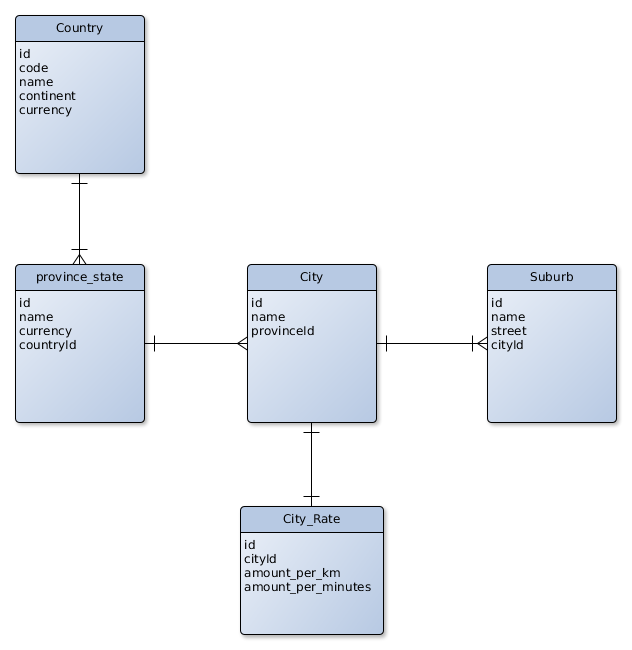 Country
id
code
name
continent
currency
province_state
id
name
currency
countryId
City
id
name
provinceId
Suburb
id
name
street
cityId
City_Rate
id
cityId
amount_per_km
amount_per_minutes